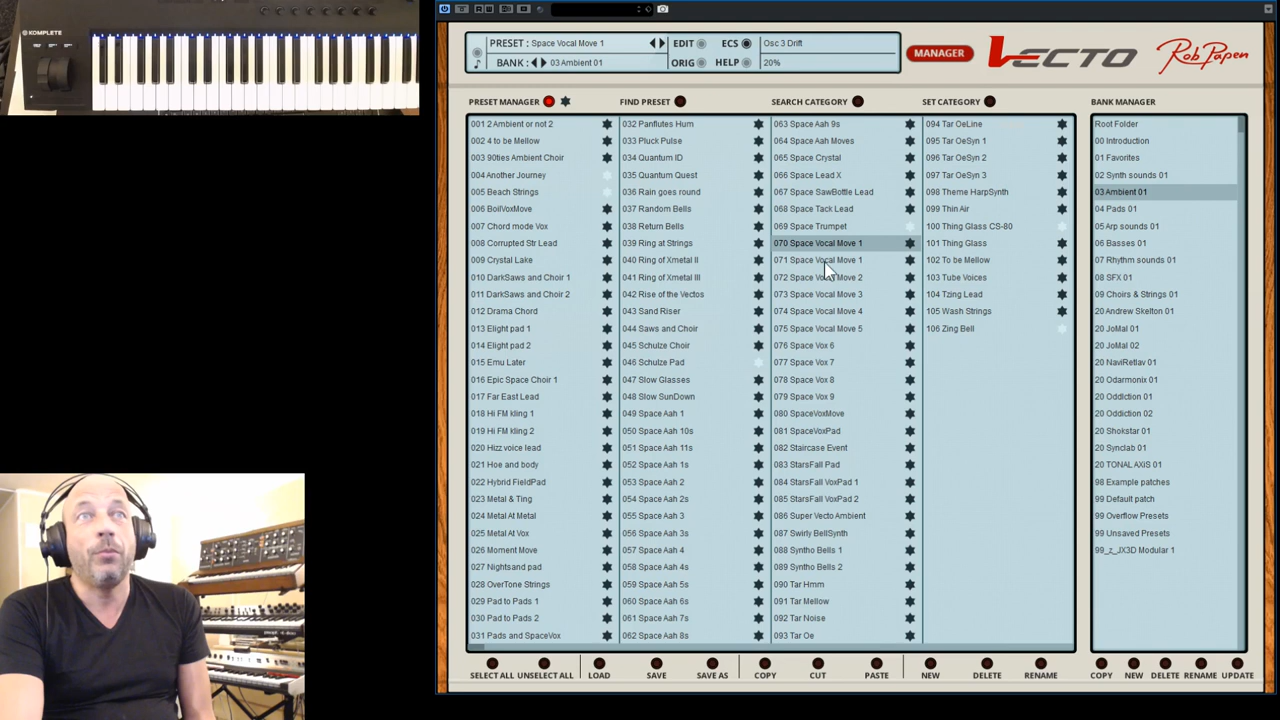 KOMPLETE
PRESET : Space Vocal Move 1
EDIT
ECS
Osc 3 Drift
BANK :
03 Ambient 01
ORIG
HELP
20%
MANAGER
VECTO
Rob Papen
PRESET MANAGER
FIND PRESET
SEARCH CATEGORY
SET CATEGORY
BANK MANAGER
001 2 Ambient or not 2
002 4 to be Mellow
003 90ties Ambient Choir
004 Another Journey
005 Beach Strings
006 BoilVoxMove
007 Chord mode Vox
008 Corrupted Str Lead
009 Crystal Lake
010 DarkSaws and Choir 1
011 DarkSaws and Choir 2
012 Drama Chord
013 Elight pad 1
014 Elight pad 2
015 Emu Later
016 Epic Space Choir 1
017 Far East Lead
018 Hi FM kling 1
019 Hi FM kling 2
020 Hizz voice lead
021 Hoe and body
022 Hybrid FieldPad
023 Metal & Ting
024 Metal At Metal
025 Metal At Vox
026 Moment Move
027 Nightsand pad
028 OverTone Strings
029 Pad to Pads 1
030 Pad to Pads 2
031 Pads and SpaceVox
032 Panflutes Hum
033 Pluck Pulse
034 Quantum ID
035 Quantum Quest
036 Rain goes round
037 Random Bells
038 Return Bells
039 Ring at Strings
040 Ring of Xmetal II
041 Ring of Xmetal III
042 Rise of the Vectos
043 Sand Riser
044 Saws and Choir
045 Schulze Choir
046 Schulze Pad
047 Slow Glasses
048 Slow SunDown
049 Space Aah 1
050 Space Aah 10s
051 Space Aah 11s
052 Space Aah 1s
053 Space Aah 2
054 Space Aah 2s
055 Space Aah 3
056 Space Aah 3s
057 Space Aah 4
058 Space Aah 4s
059 Space Aah 5s
060 Space Aah 6s
061 Space Aah 7s
062 Space Aah 8s
063 Space Aah 9s
064 Space Aah Moves
065 Space Crystal
066 Space Lead X
067 Space SawBottle Lead
068 Space Tack Lead
069 Space Trumpet
070 Space Vocal Move 1
071 Space Vocal Move 1
072 Space Vocal Move 2
073 Space Vocal Move 3
074 Space Vocal Move 4
075 Space Vocal Move 5
076 Space Vox 6
077 Space Vox 7
078 Space Vox 8
079 Space Vox 9
080 SpaceVoxMove
081 SpaceVoxPad
082 Staircase Event
083 StarsFall Pad
084 StarsFall VoxPad 1
085 StarsFall VoxPad 2
086 Super Vecto Ambient
087 Swirly BellSynth
088 Syntho Bells 1
089 Syntho Bells 2
090 Tar Hmm
091 Tar Mellow
092 Tar Noise
093 Tar Oe
094 Tar OeLine
095 Tar OeSyn 1
096 Tar OeSyn 2
097 Tar OeSyn 3
098 Theme HarpSynth
099 Thin Air
100 Thing Glass CS-80
101 Thing Glass
102 To be Mellow
103 Tube Voices
104 Tzing Lead
105 Wash Strings
106 Zing Bell
Root Folder
00 Introduction
01 Favorites
02 Synth sounds 01
03 Ambient 01
04 Pads 01
05 Arp sounds 01
06 Basses 01
07 Rhythm sounds 01
08 SFX 01
09 Choirs & Strings 01
20 Andrew Skelton 01
20 JoMal 01
20 JoMal 02
20 NaviRetlav 01
20 Odarmonix 01
20 Oddiction 01
20 Oddiction 02
20 Shokstar 01
20 Synclab 01
20 TONAL AXiS 01
98 Example patches
99 Default patch
99 Overflow Presets
99 Unsaved Presets
99_z_JX3D Modular 1
SELECT ALL
UNSELECT ALL
LOAD
SAVE
SAVE AS
COPY
CUT
PASTE
NEW
DELETE
RENAME
COPY
NEW
DELETE
RENAME
UPDATE